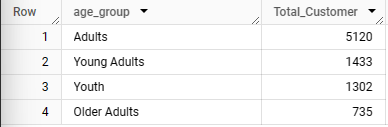 Row age_group Total_Customer
1 Adults 5120
2 Young Adults 1433
3 Youth 1302
4 Older Adults 735